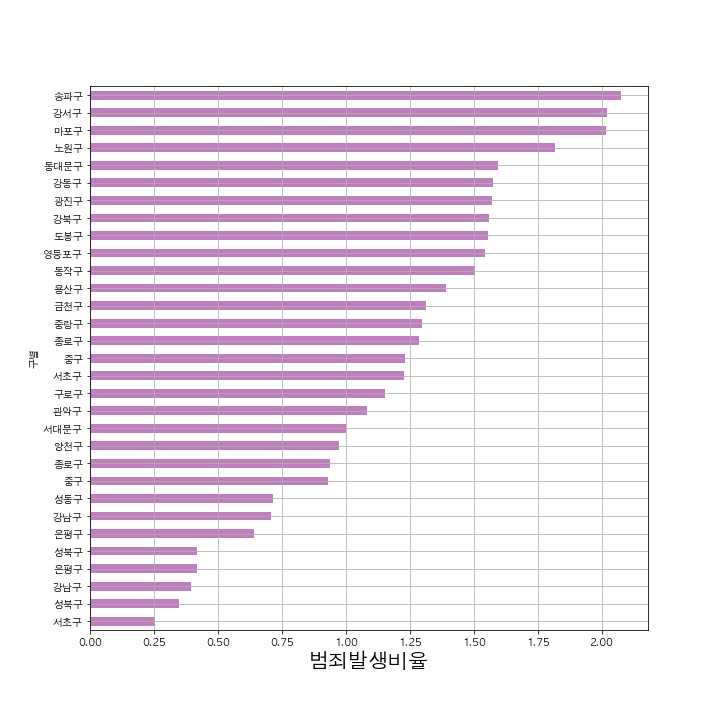 송파구
강서구
마포구
노원구
동대문구
강동구
광진구
강북구
도봉구
영등포구
동작구
용산구
금천구
중랑구
종로구
중구
서초구
구로구
관악구
서대문구
양천구
종로구
중구
성동구
강남구
은평구
성북구
은평구
강남구
성북구
서초구
구별
0.00 0.25 0.50 0.75 1.00 1.25 1.50 1.75 2.00
범죄발생비율